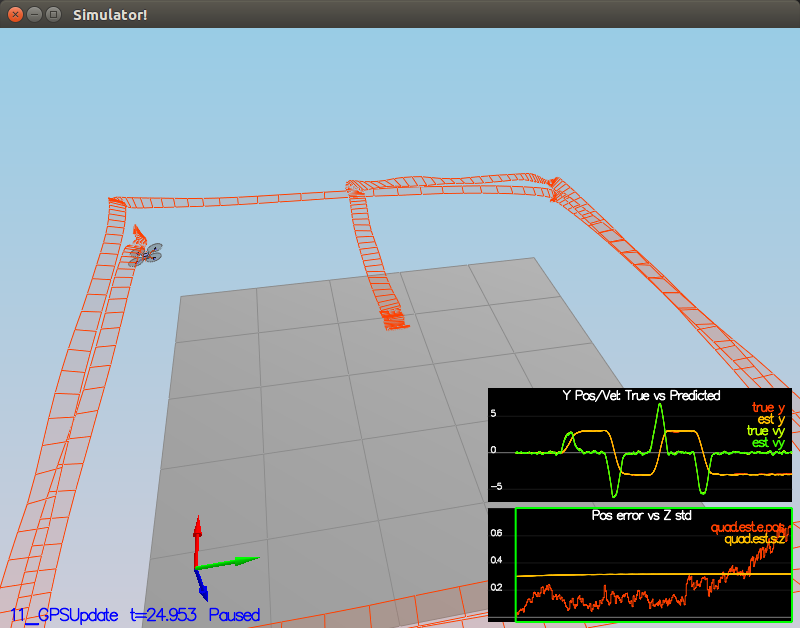 Simulator!
Y Pos/Vel: True vs Predicted
true y
est y
true vy
est vy
5
0
-5
Pos error vs Z std
quad.est.e.pos
quad.est.s.z
0.6
0.4
0.2
11_GPSUpdate t=24.953 Paused